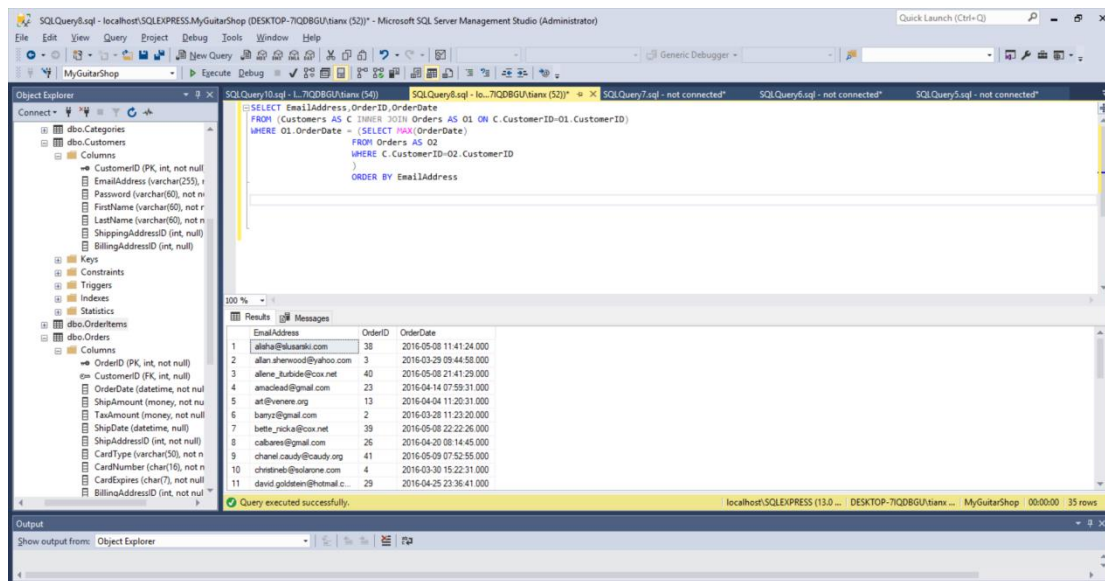 SQLQuery8.sql - localhost\SQLEXPRESS.MyGuitarShop (DESKTOP-7IQDBGU\tianx (52))* - Microsoft SQL Server Management Studio (Administrator)
Quick Launch (Ctrl+Q)
File Edit View Query Project Debug Tools Window Help
New Query
Generic Debugger
MyGuitarShop
Execute Debug
Object Explorer
SQLQuery10.sql - l...7IQDBGU\tianx (54))
SQLQuery8.sql - lo...7IQDBGU\tianx (52))*
SQLQuery7.sql - not connected*
SQLQuery6.sql - not connected*
SQLQuery5.sql - not connected*
Connect
dbo.Categories
dbo.Customers
Columns
CustomerID (PK, int, not null
EmailAddress (varchar(255), r
Password (varchar(60), not n
FirstName (varchar(60), not r
LastName (varchar(60), not n
ShippingAddressID (int, null)
BillingAddressID (int, null)
Keys
Constraints
Triggers
Indexes
Statistics
dbo.OrderItems
dbo.Orders
Columns
OrderID (PK, int, not null)
CustomerID (FK, int, not null)
OrderDate (datetime, not nul
ShipAmount (money, not nu
TaxAmount (money, not null
ShipDate (datetime, null)
ShipAddressID (int, not null)
CardType (varchar(50), not n
CardNumber (char(16), not n
CardExpires (char(7), not null
BillingAddressID (int, not nul
SELECT EmailAddress,OrderID,OrderDate
FROM (Customers AS C INNER JOIN Orders AS O1 ON C.CustomerID=O1.CustomerID)
WHERE O1.OrderDate = (SELECT MAX(OrderDate)
FROM Orders AS O2
WHERE C.CustomerID=O2.CustomerID
)
ORDER BY EmailAddress
100 %
Results Messages
EmailAddress OrderID OrderDate
1 alisha@slusarski.com 38 2016-05-08 11:41:24.000
2 allan.sherwood@yahoo.com 3 2016-03-29 09:44:58.000
3 allene_iturbide@cox.net 40 2016-05-08 21:41:29.000
4 amaclead@gmail.com 23 2016-04-14 07:59:31.000
5 art@venere.org 13 2016-04-04 11:20:31.000
6 barryz@gmail.com 2 2016-03-28 11:23:20.000
7 bette_nicka@cox.net 39 2016-05-08 22:22:26.000
8 calbares@gmail.com 26 2016-04-20 08:14:45.000
9 chanel.caudy@caudy.org 41 2016-05-09 07:52:55.000
10 christineb@solarone.com 4 2016-03-30 15:22:31.000
11 david.goldstein@hotmail.c... 29 2016-04-25 23:36:41.000
Query executed successfully.
localhost\SQLEXPRESS (13.0 ... DESKTOP-7IQDBGU\tianx ... MyGuitarShop 00:00:00 35 rows
Output
Show output from: Object Explorer